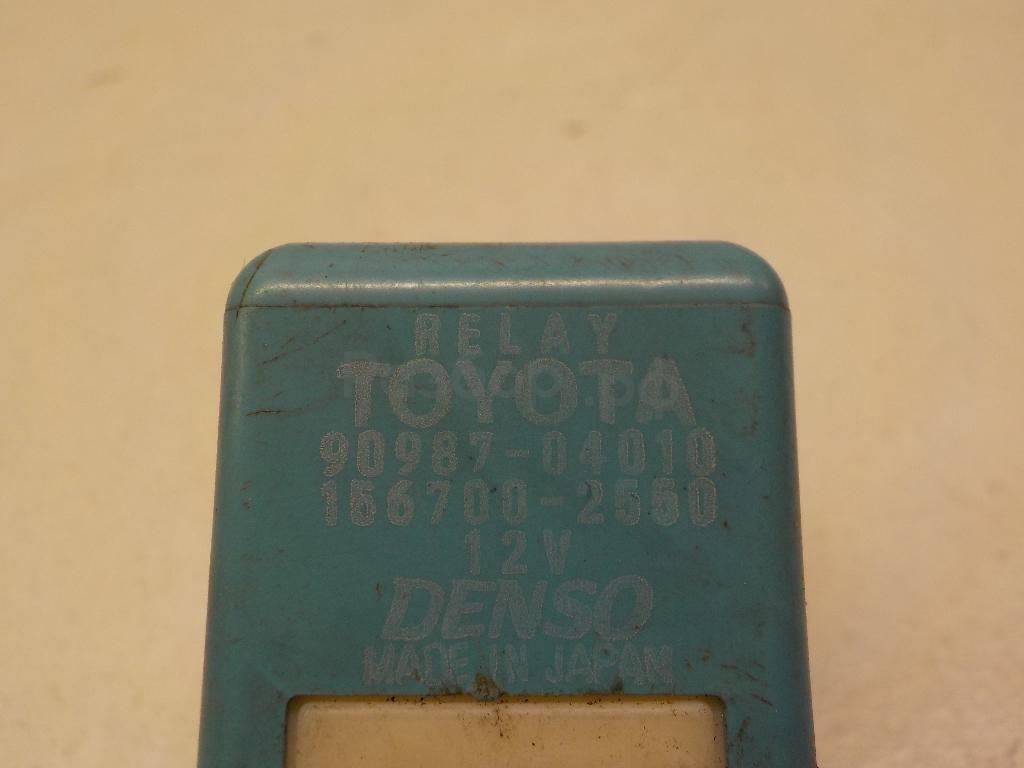 RELAY
TOYOTA
90987-04010
156700-2550
12V
DENSO
MADE IN JAPAN